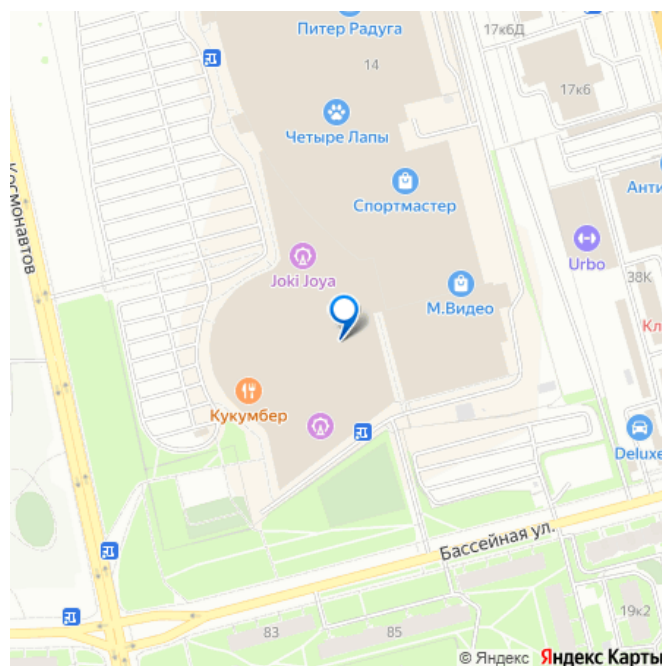 Питер Радуга
17к6Д
14
17к6
Четыре Лапы
Спортмастер
Анти
Космонавтов
Urbo
Joki Joya
38К
М.Видео
Кл
Кукумбер
Deluxe
Бассейная ул.
19к2
83
85
© Яндекс Яндекс Карты